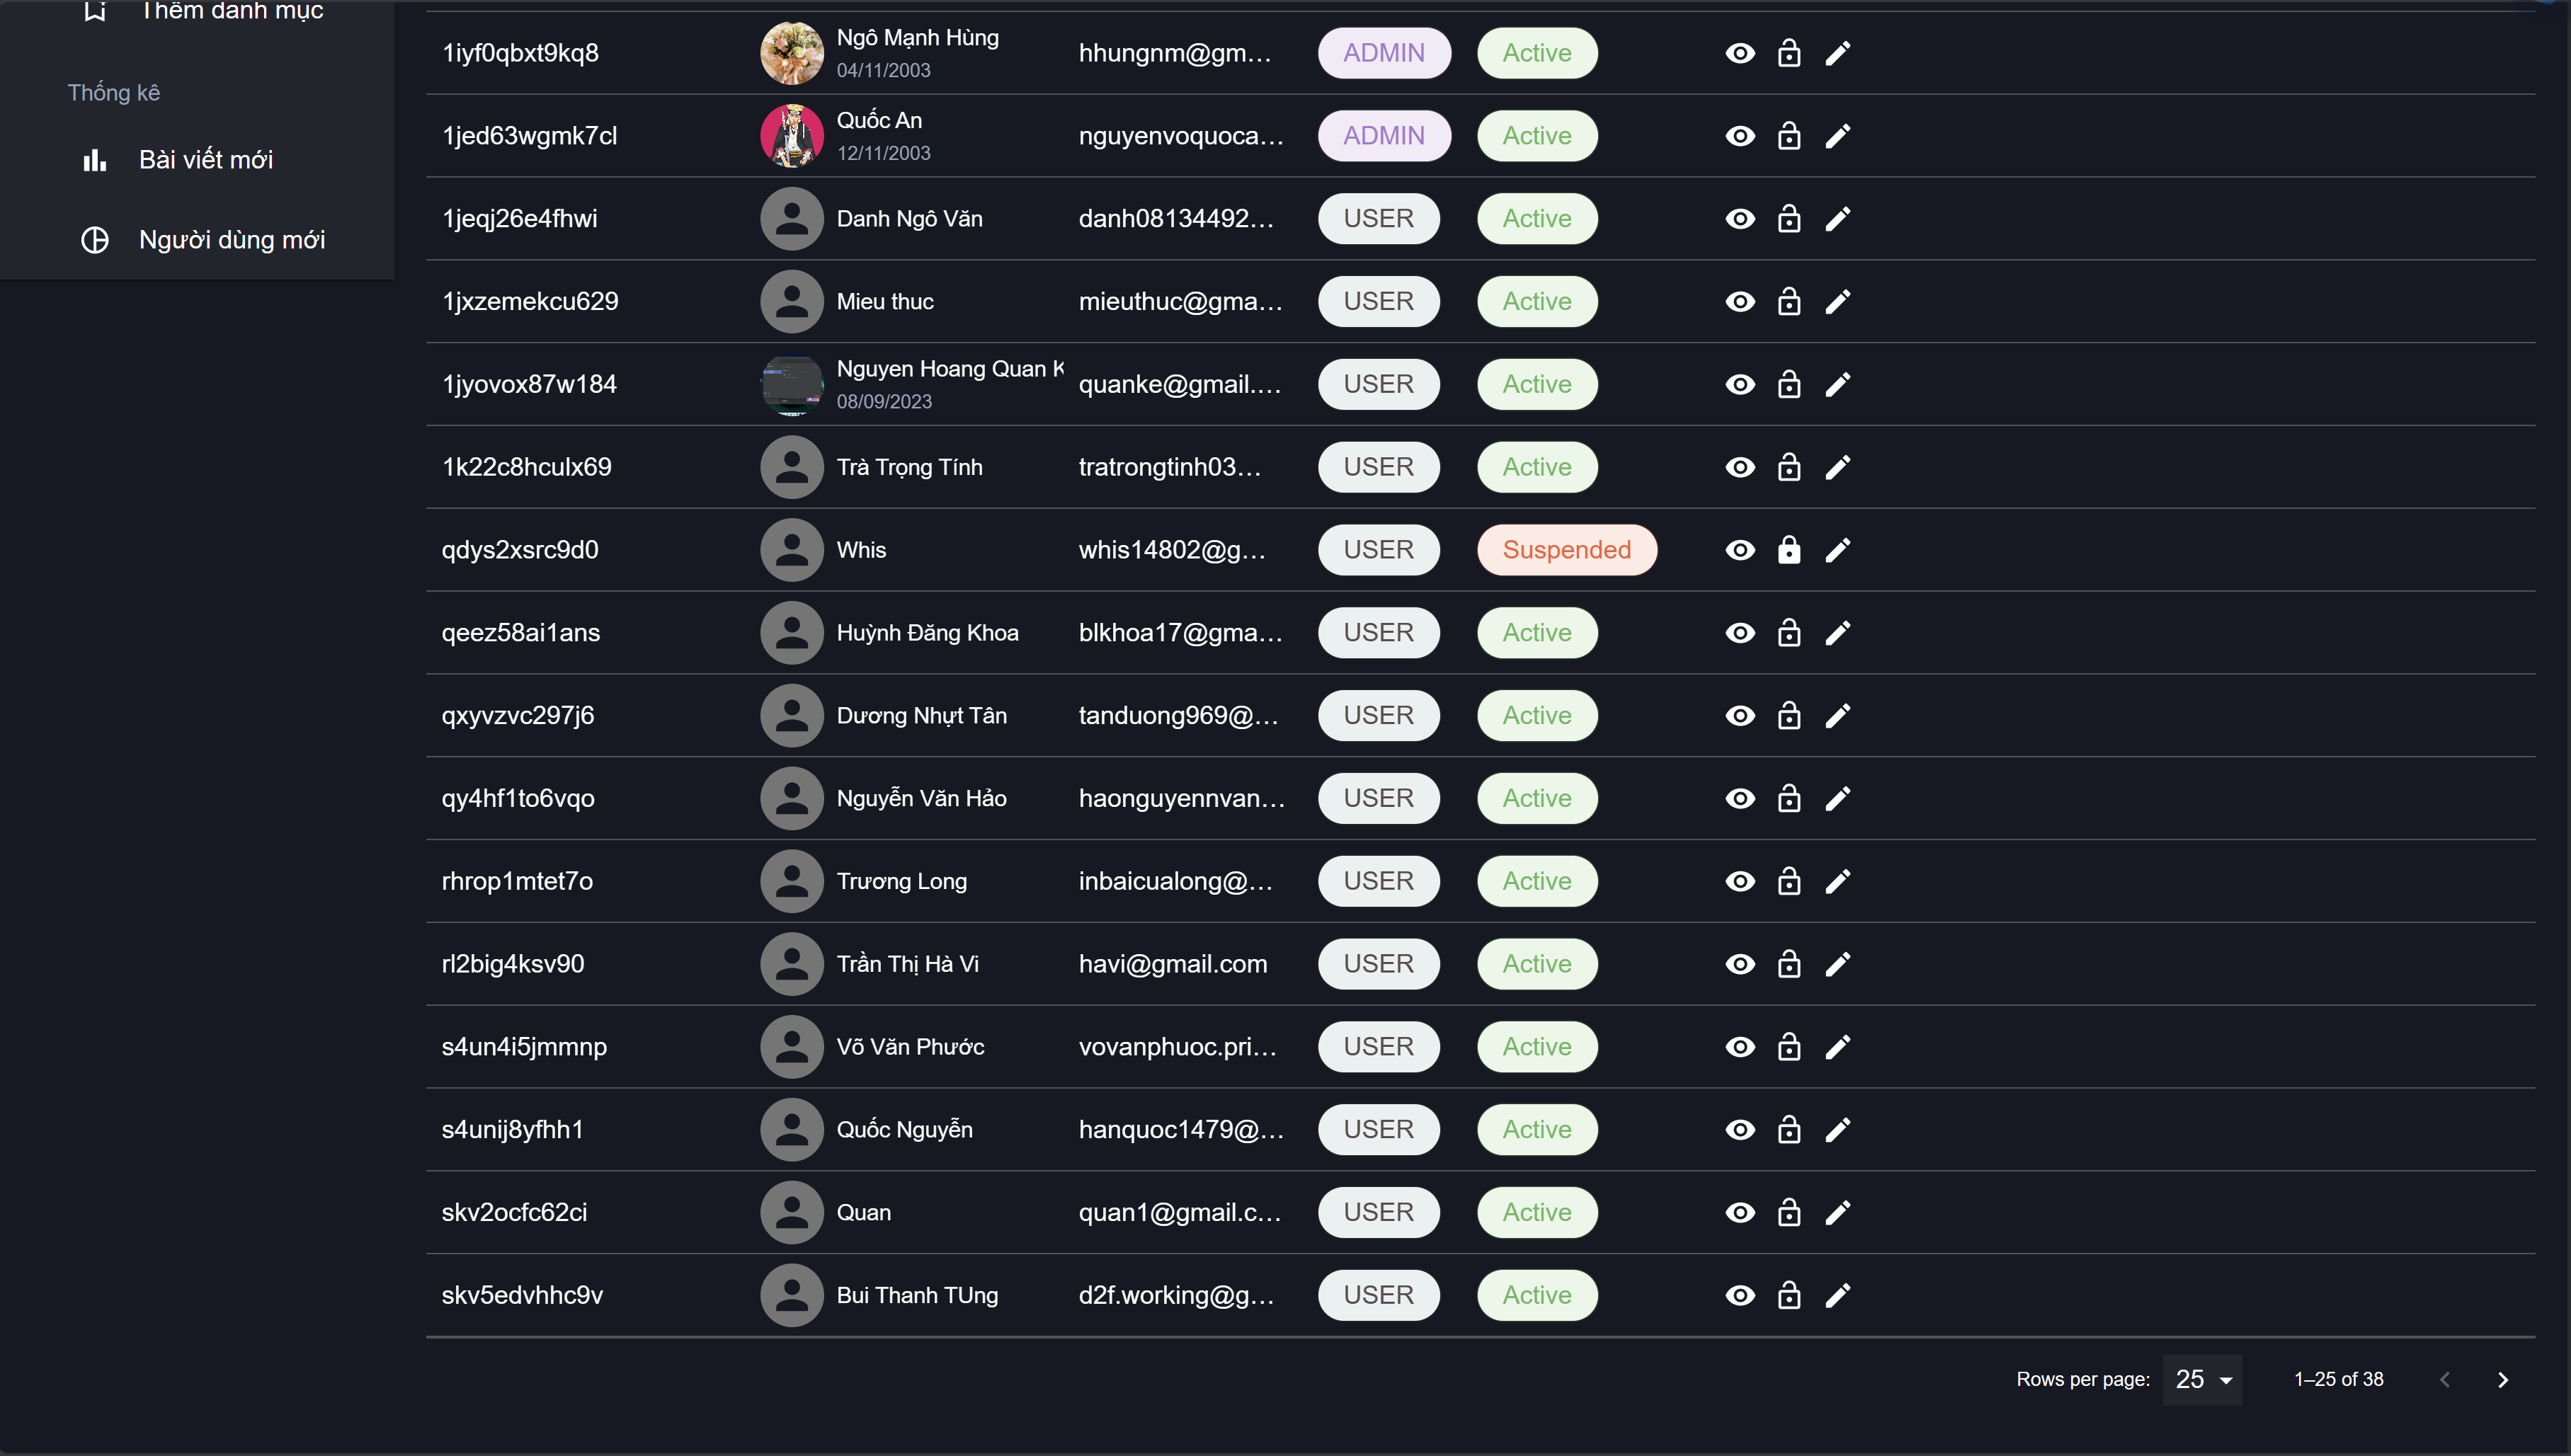 Thêm danh mục
Thống kê
Bài viết mới
Người dùng mới
1iyf0qbxt9kq8 Ngô Mạnh Hùng hhungnm@gm... ADMIN Active
04/11/2003
1jed63wgmk7cl Quốc An nguyenvoquoca... ADMIN Active
12/11/2003
1jeqj26e4fhwi Danh Ngô Văn danh08134492... USER Active
1jxzemekcu629 Mieu thuc mieuthuc@gma... USER Active
1jyovox87w184 Nguyen Hoang Quan K quanke@gmail.... USER Active
08/09/2023
1k22c8hculx69 Trà Trọng Tính tratrongtinh03... USER Active
qdys2xsrc9d0 Whis whis14802@g... USER Suspended
qeez58ai1ans Huỳnh Đăng Khoa blkhoa17@gma... USER Active
qxyvzvc297j6 Dương Nhựt Tân tanduong969@... USER Active
qy4hf1to6vqo Nguyễn Văn Hảo haonguyennvan... USER Active
rhrop1mtet7o Trương Long inbaicualong@... USER Active
rl2big4ksv90 Trần Thị Hà Vi havi@gmail.com USER Active
s4un4i5jmmnp Võ Văn Phước vovanphuoc.pri... USER Active
s4unij8yfhh1 Quốc Nguyễn hanquoc1479@... USER Active
skv2ocfc62ci Quan quan1@gmail.c... USER Active
skv5edvhhc9v Bui Thanh TUng d2f.working@g... USER Active
Rows per page: 25 1–25 of 38